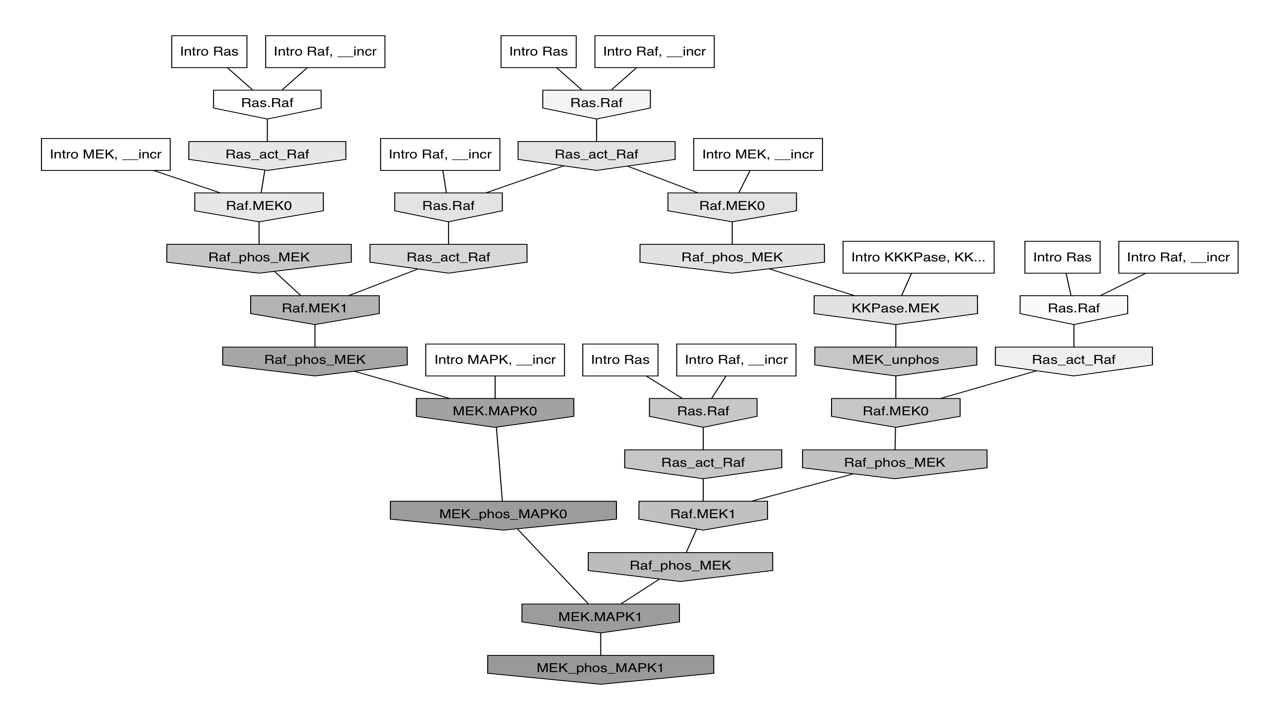 Intro Ras
Intro Raf, __incr
Intro Ras
Intro Raf, __incr
Ras.Raf
Ras.Raf
Intro MEK, __incr
Ras_act_Raf
Intro Raf, __incr
Ras_act_Raf
Intro MEK, __incr
Raf.MEK0
Ras.Raf
Raf.MEK0
Raf_phos_MEK
Ras_act_Raf
Raf_phos_MEK
Intro KKKPase, KK...
Intro Ras
Intro Raf, __incr
Raf.MEK1
KKPase.MEK
Ras.Raf
Raf_phos_MEK
Intro MAPK, __incr
Intro Ras
Intro Raf, __incr
MEK_unphos
Ras_act_Raf
MEK.MAPK0
Ras.Raf
Raf.MEK0
Ras_act_Raf
Raf_phos_MEK
MEK_phos_MAPK0
Raf.MEK1
Raf_phos_MEK
MEK.MAPK1
MEK_phos_MAPK1